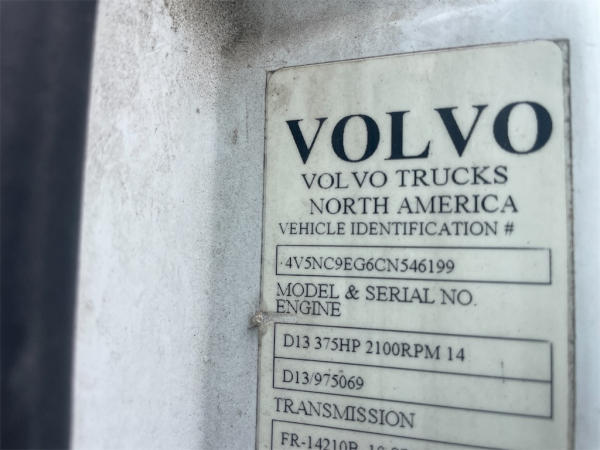 VOLVO
VOLVO TRUCKS
NORTH AMERICA
VEHICLE IDENTIFICATION #
4V5NC9EG6CN546199
MODEL & SERIAL NO.
ENGINE
D13 375HP 2100RPM 14
D13/975069
TRANSMISSION